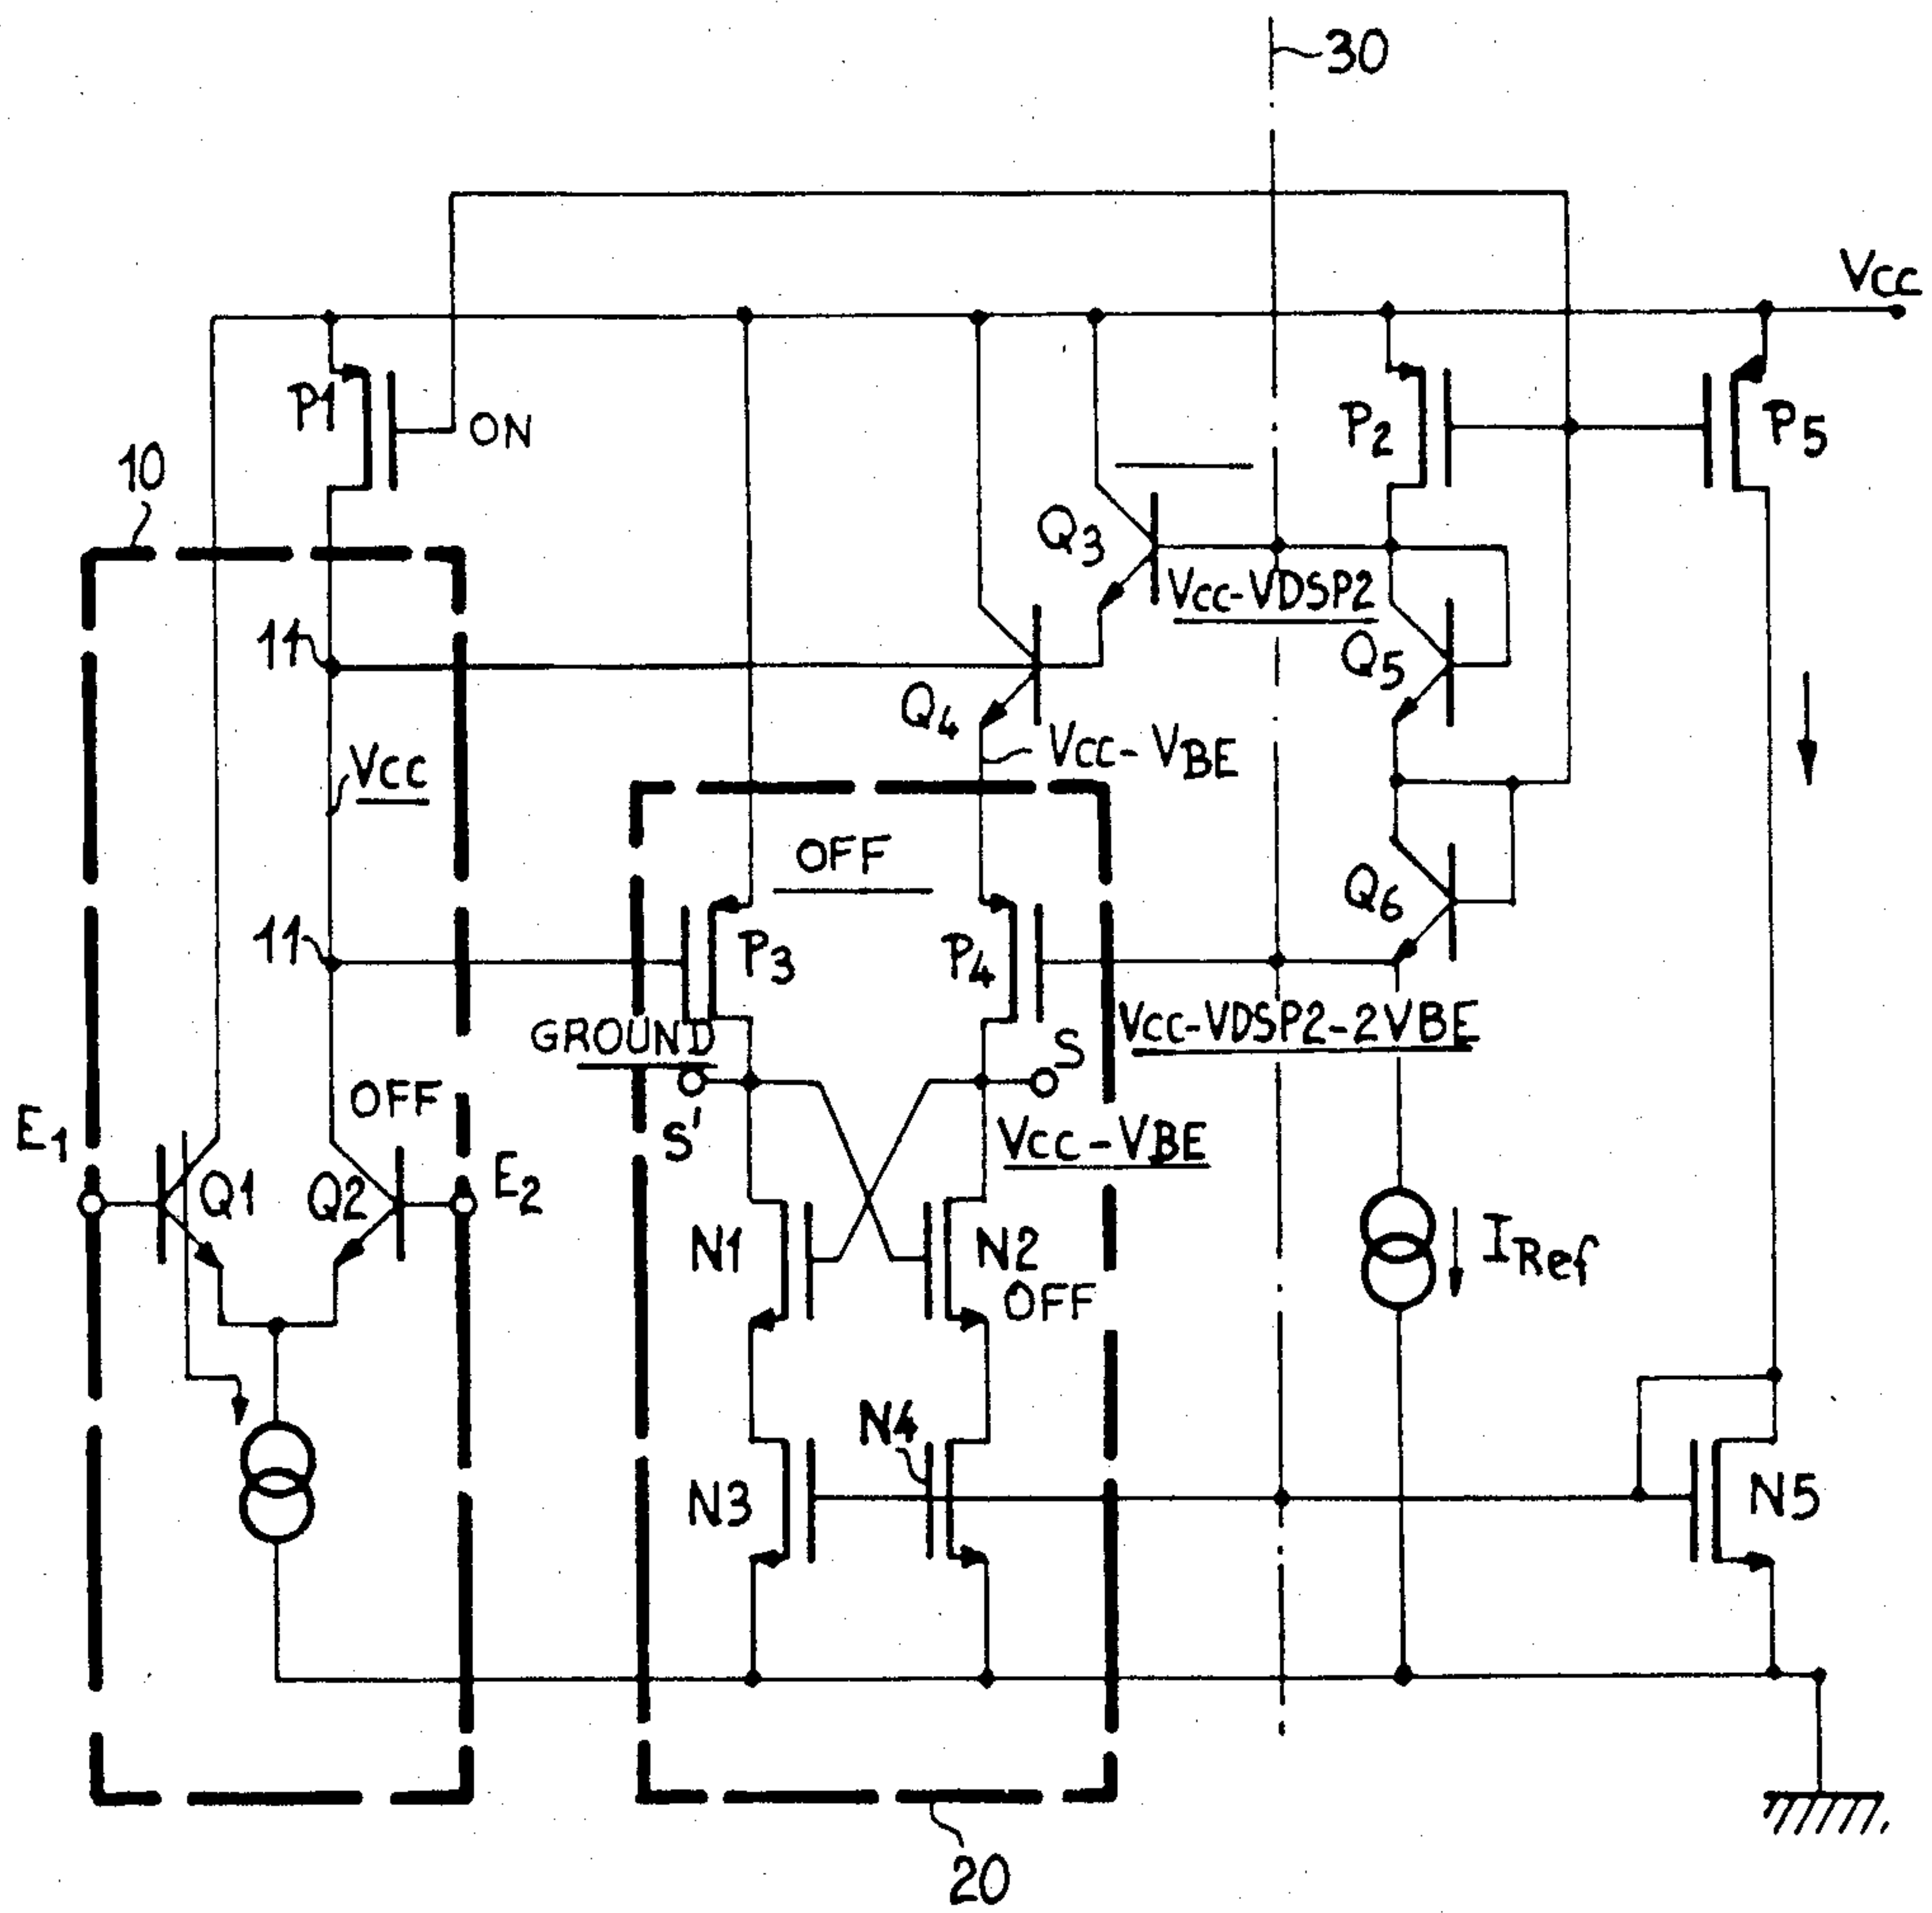 30
VCC
P1
ON
P2
P5
10
Q3
VCC-VDSP2
11
Q5
Q4
VCC-VBE
VCC
OFF
Q6
11
P3
P4
GROUND
VCC-VDSP2-2VBE
S
OFF
E1
S'
VCC-VBE
Q1
Q2
E2
N1
N2
IRef
OFF
N4
N3
N5
20